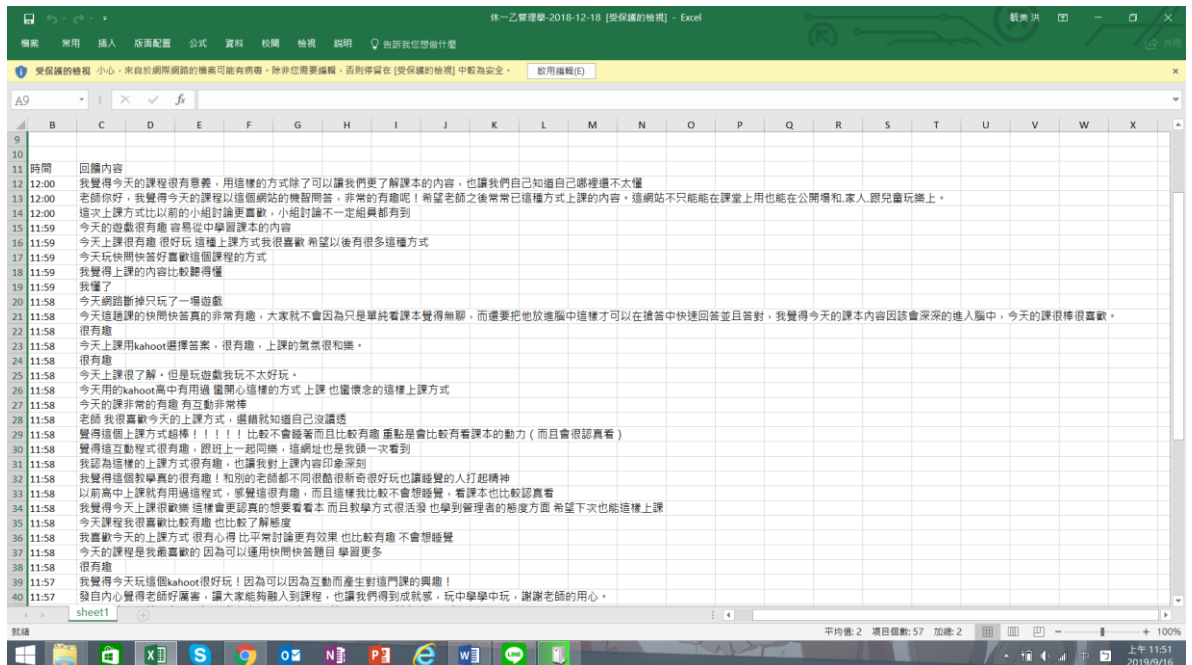 休一乙管理學-2018-12-18 [受保護的檢視] - Excel
毓美 洪
檔案 常用 插入 版面配置 公式 資料 校閱 檢視 說明 告訴我您想做什麼 共用
受保護的檢視 小心，來自於網際網路的檔案可能有病毒。除非您需要編輯，否則停留在 [受保護的檢視] 中較為安全。 啟用編輯(E)
A9 fx
B C D E F G H I J K L M N O P Q R S T U V W X
9
10
11 時間 回饋內容
12 12:00 我覺得今天的課程很有意義，用這樣的方式除了可以讓我們更了解課本的內容，也讓我們自己知道自己哪裡還不太懂
13 12:00 老師你好，我覺得今天的課程以這個網站的機智問答，非常的有趣呢！希望老師之後常常已這種方式上課的內容。這網站不只能能在課堂上用也能在公開場和.家人.跟兒童玩樂上。
14 12:00 這次上課方式比以前的小組討論更喜歡，小組討論不一定組員都有到
15 11:59 今天的遊戲很有趣 容易從中學習課本的內容
16 11:59 今天上課很有趣 很好玩 這種上課方式我很喜歡 希望以後有很多這種方式
17 11:59 今天玩快問快答好喜歡這個課程的方式
18 11:59 我覺得上課的內容比較聽得懂
19 11:59 我懂了
20 11:58 今天網路斷掉只玩了一場遊戲
21 11:58 今天這趟課的快問快答真的非常有趣，大家就不會因為只是單純看課本覺得無聊，而還要把他放進腦中這樣才可以在搶答中快速回答並且答對，我覺得今天的課本內容因該會深深的進入腦中，今天的課很棒很喜歡。
22 11:58 很有趣
23 11:58 今天上課用kahoot選擇答案，很有趣，上課的氣氛很和樂。
24 11:58 很有趣
25 11:58 今天上課很了解。但是玩遊戲我玩不太好玩。
26 11:58 今天用的kahoot高中有用過 蠻開心這樣的方式 上課 也蠻懷念的這樣上課方式
27 11:58 今天的課非常的有趣 有互動非常棒
28 11:58 老師 我很喜歡今天的上課方式，選錯就知道自己沒讀透
29 11:58 覺得這個上課方式超棒！！！！！ 比較不會睡著而且比較有趣 重點是會比較有看課本的動力（而且會很認真看）
30 11:58 覺得這互動程式很有趣，跟班上一起同樂，這網址也是我頭一次看到
31 11:58 我認為這樣的上課方式很有趣，也讓我對上課內容印象深刻
32 11:58 我覺得這個教學真的很有趣！和別的老師都不同很酷很新奇很好玩也讓睡覺的人打起精神
33 11:58 以前高中上課就有用過這程式，感覺這很有趣，而且這樣我比較不會想睡覺，看課本也比較認真看
34 11:58 我覺得今天上課很歡樂 這樣會更認真的想要看看本 而且教學方式很活潑 也學到管理者的態度方面 希望下次也能這樣上課
35 11:58 今天課程我很喜歡比較有趣 也比較了解態度
36 11:58 我喜歡今天的上課方式 很有心得 比平常討論更有效果 也比較有趣 不會想睡覺
37 11:58 今天的課程是我最喜歡的 因為可以運用快問快答題目 學習更多
38 11:58 很有趣
39 11:57 我覺得今天玩這個kahoot很好玩！因為可以因為互動而產生對這門課的興趣！
40 11:57 發自內心覺得老師好厲害，讓大家能夠融入到課程，也讓我們得到成就感，玩中學學中玩，謝謝老師的用心。
sheet1
就緒 平均值: 2 項目個數: 57 加總: 2 100%
上午 11:51
2019/9/16